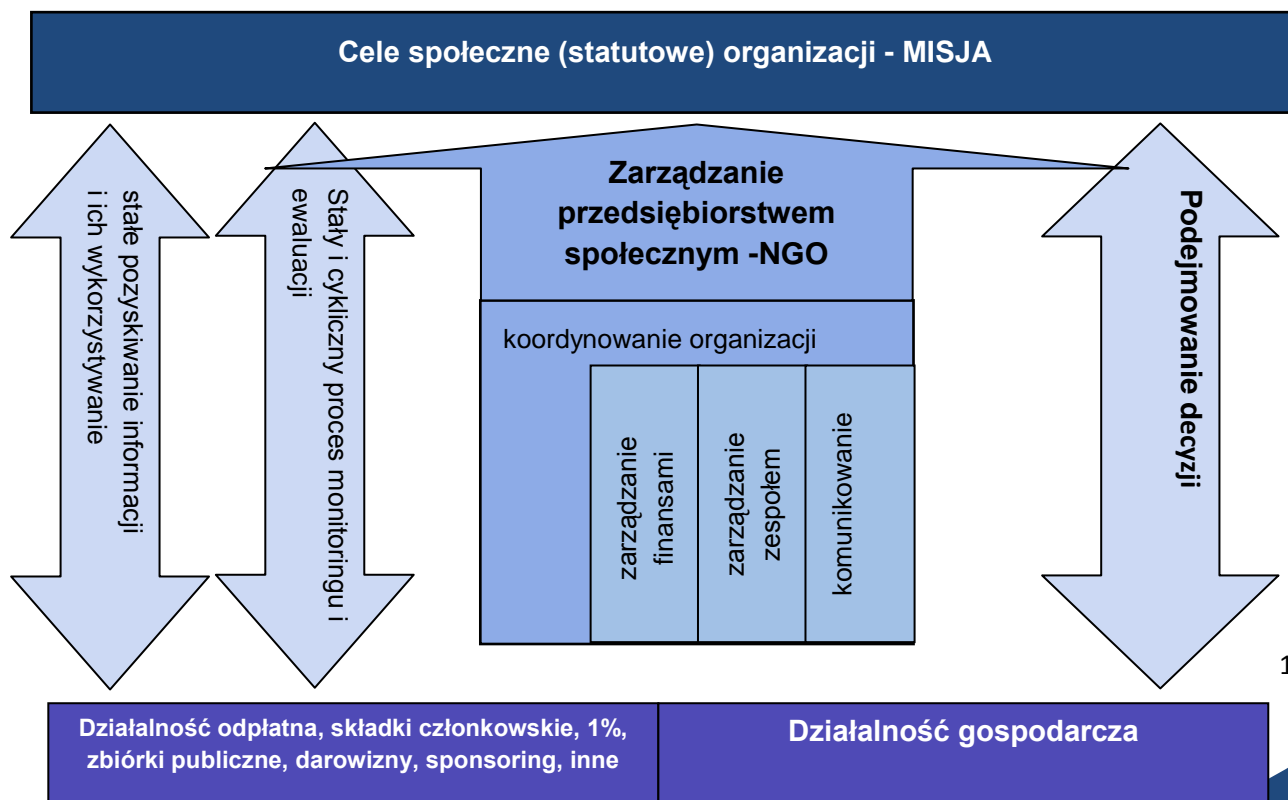 Cele społeczne (statutowe) organizacji - MISJA
stałe pozyskiwanie informacji
i ich wykorzystywanie
Stały i cykliczny proces monitoringu i
ewaluacji
Zarządzanie
przedsiębiorstwem
społecznym -NGO
koordynowanie organizacji
zarządzanie
finansami
zarządzanie
zespołem
komunikowanie
Podejmowanie decyzji
1
Działalność odpłatna, składki członkowskie, 1%,
zbiórki publiczne, darowizny, sponsoring, inne
Działalność gospodarcza